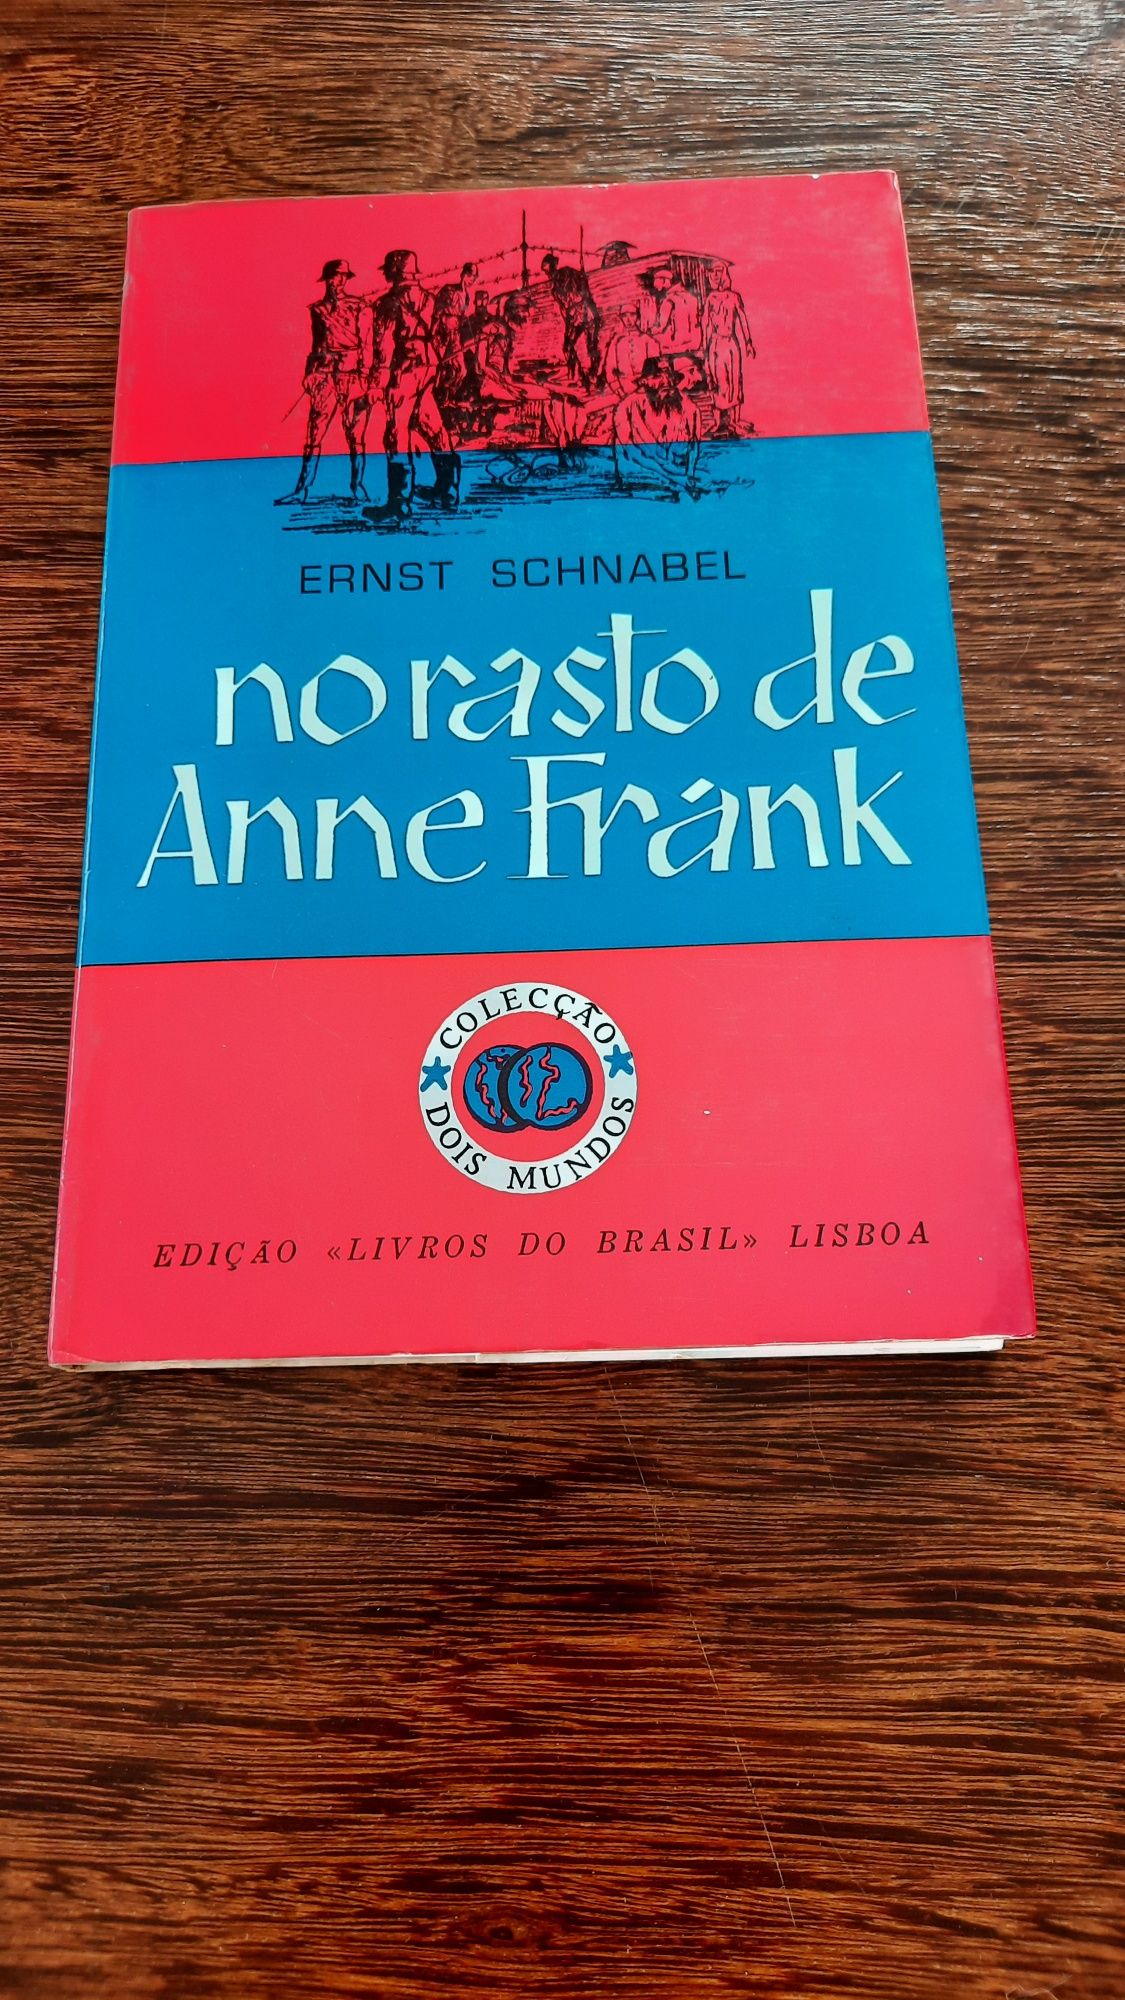 ERNST SCHNABEL
no rasto de
Anne Frank
COLECÇÃO
DOIS MUNDOS
EDIÇÃO «LIVROS DO BRASIL» LISBOA